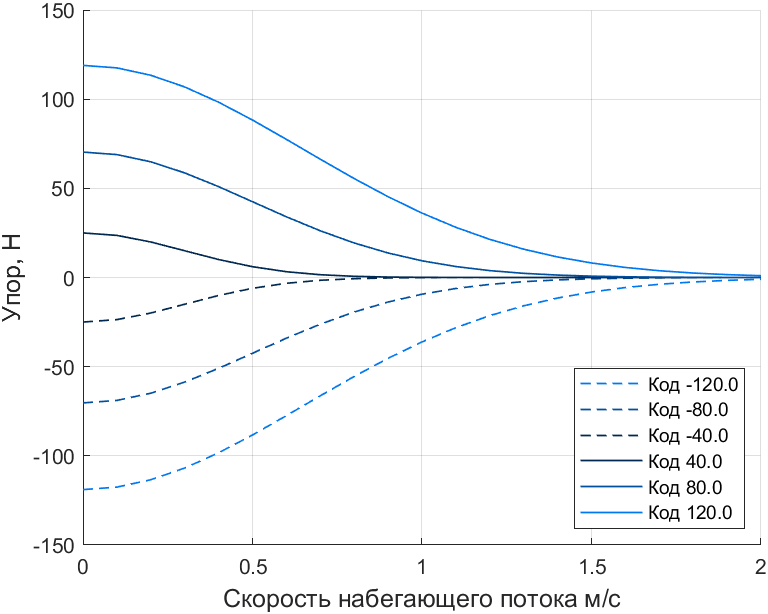 150
100
50
0
-50
-100
-150
Упор, Н
0
0.5
1
1.5
2
Скорость набегающего потока м/с
Код -120.0
Код -80.0
Код -40.0
Код 40.0
Код 80.0
Код 120.0